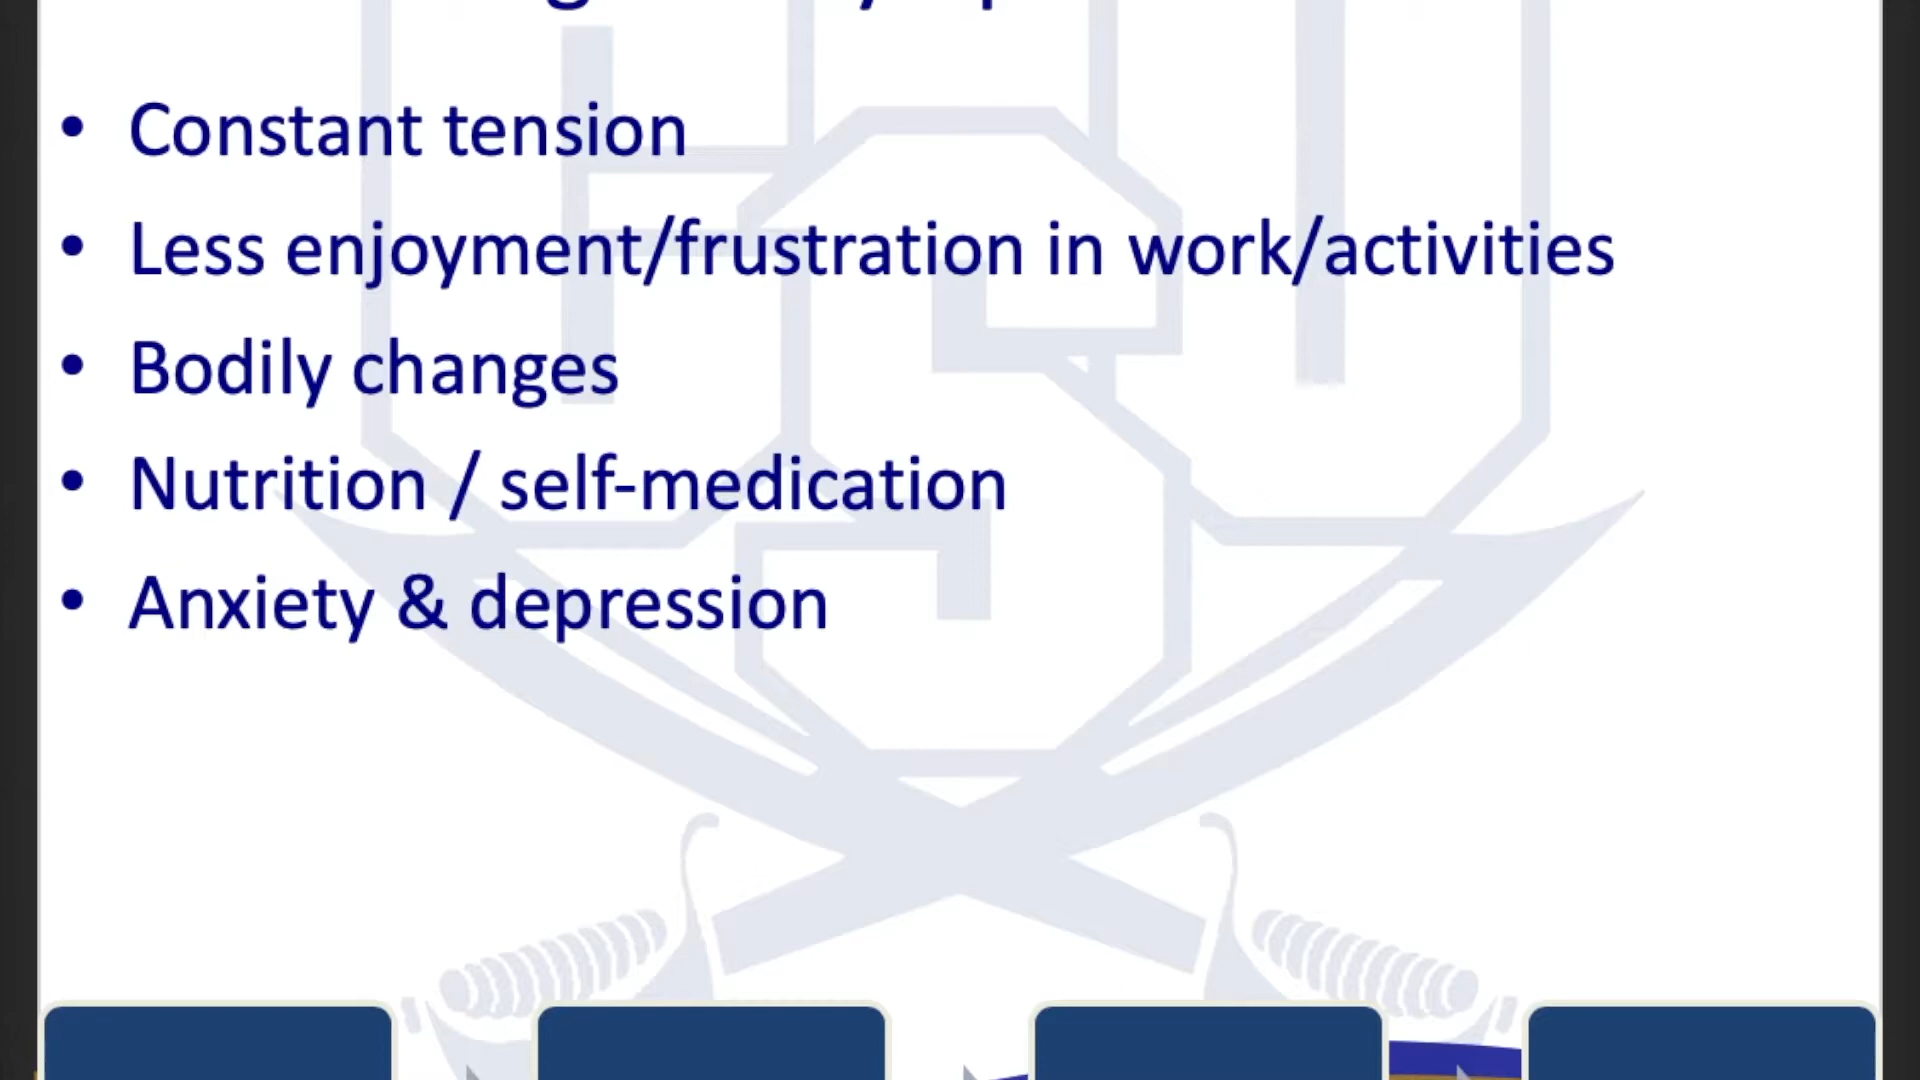 • Constant tension
• Less enjoyment/frustration in work/activities
• Bodily changes
• Nutrition / self-medication
• Anxiety & depression